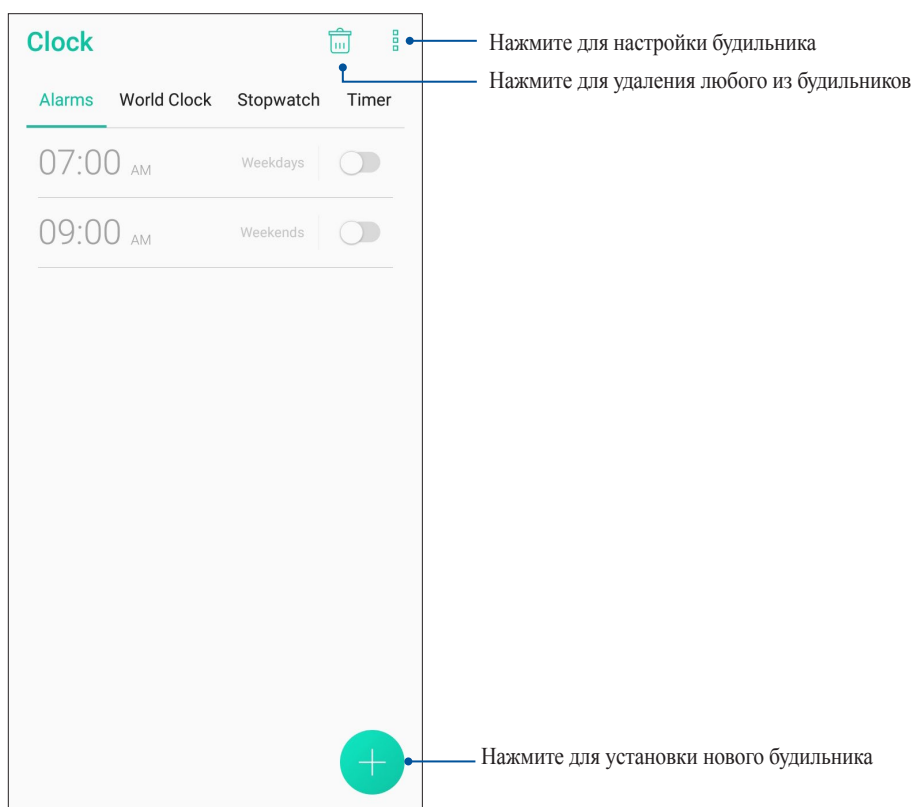 Clock
Нажмите для настройки будильника
Нажмите для удаления любого из будильников
Alarms World Clock Stopwatch Timer
07:00 AM Weekdays
09:00 AM Weekends
Нажмите для установки нового будильника